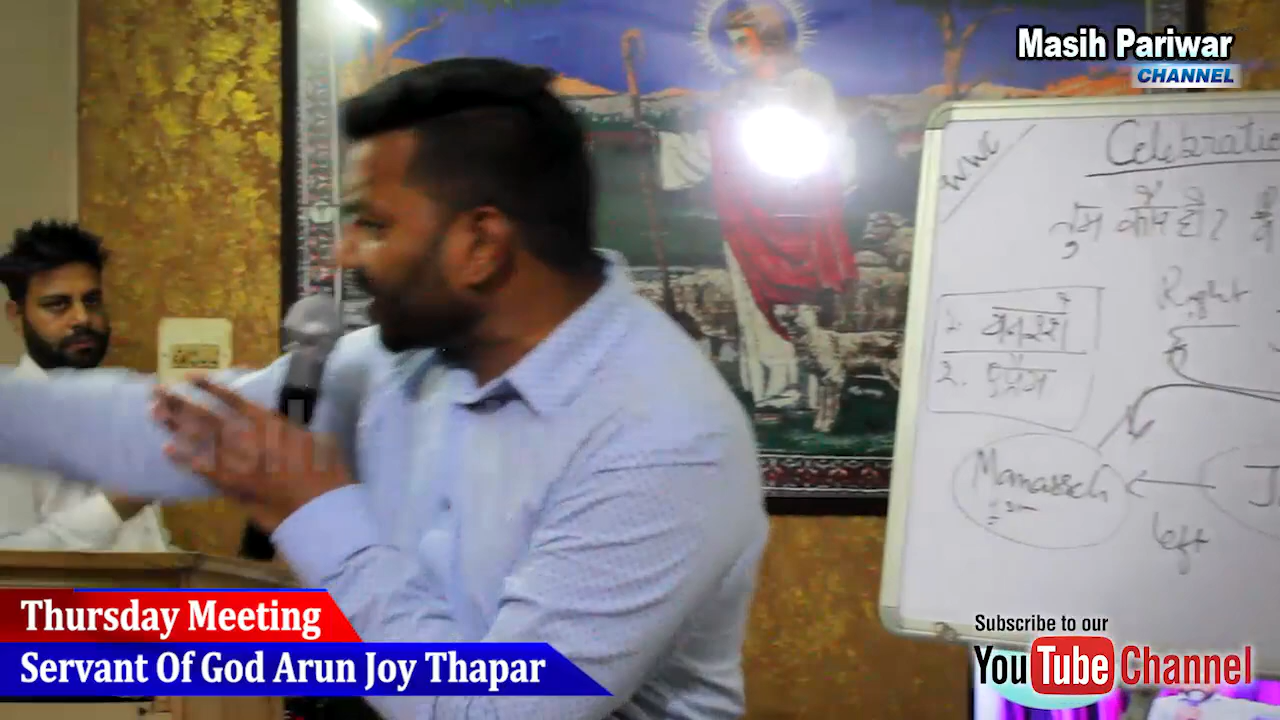 Masih Pariwar
CHANNEL
WWC
Celebratio
तुम कौन हो?
Right
1.
2. एप्रैम
Manasseh
J
left
Thursday Meeting
Servant Of God Arun Joy Thapar
Subscribe to our
YouTube Channel